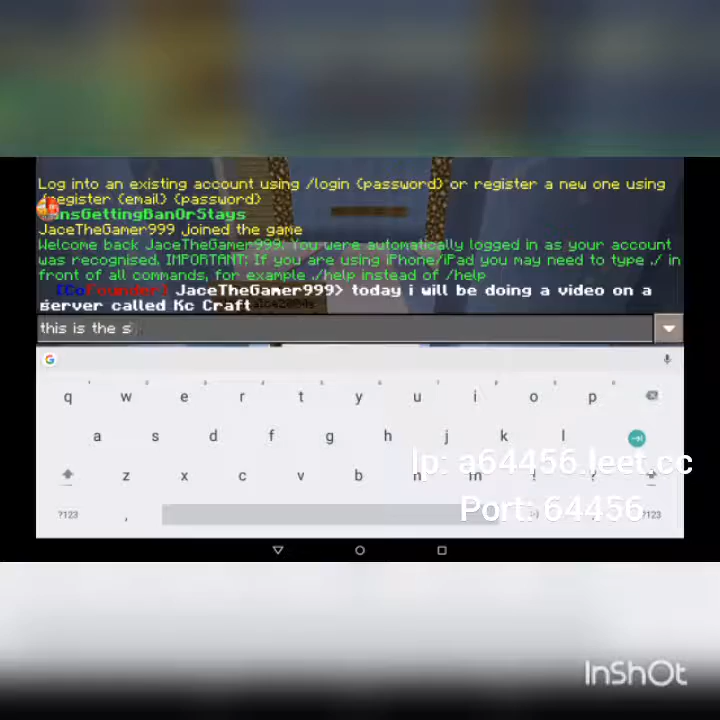 Log into an existing account using /login (password) or register a new one using
/register (email) (password)
nsGettingBanOrStays
JaceTheGamer999 joined the game
Welcome back JaceTheGamer999. You were automatically logged in as your account
was recognised. IMPORTANT: If you are using iPhone/iPad you may need to type ./ in
front of all commands, for example ./help instead of /help
[CoFounder] JaceTheGamer999> today i will be doing a video on a
server called Kc Craft
this is the s
q w e r t y u i o p
a s d f g h j k l
Ip: a64456.leet.cc
z x c v b n m ! ?
Port: 64456
?123 , ?123
InShOt